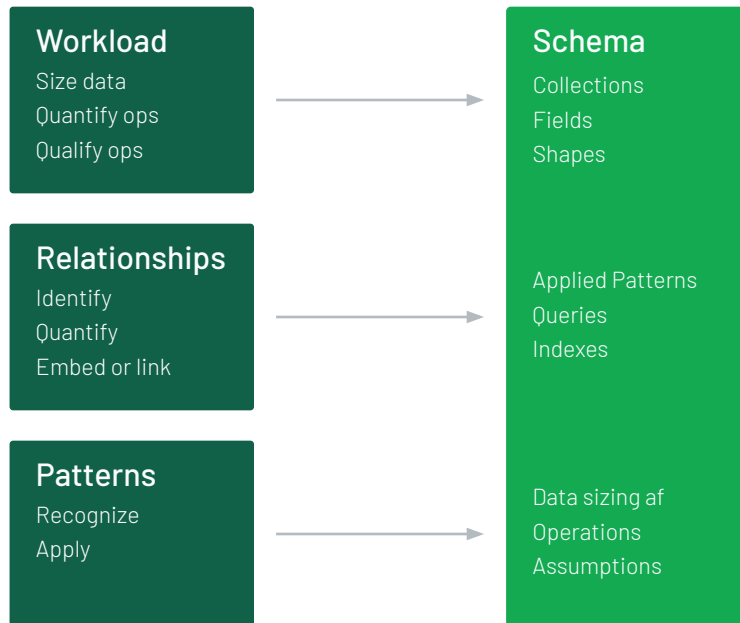 Workload
Size data
Quantify ops
Qualify ops
Relationships
Identify
Quantify
Embed or link
Patterns
Recognize
Apply
Schema
Collections
Fields
Shapes
Applied Patterns
Queries
Indexes
Data sizing af
Operations
Assumptions